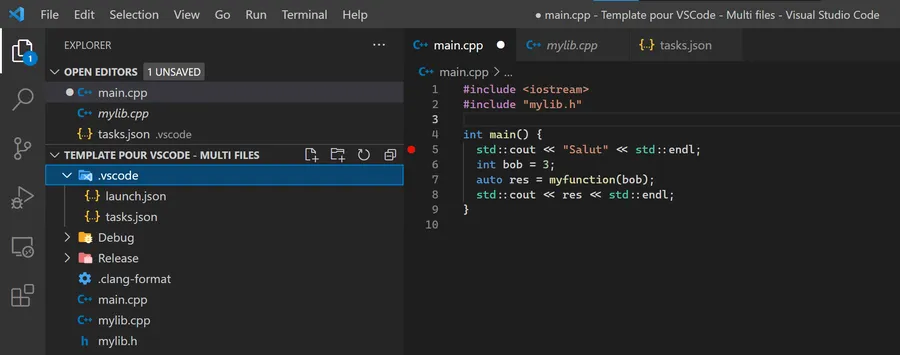 File Edit Selection View Go Run Terminal Help ● main.cpp - Template pour VSCode - Multi files - Visual Studio Code
1
EXPLORER ...
OPEN EDITORS 1 UNSAVED
● main.cpp
mylib.cpp
tasks.json .vscode
TEMPLATE POUR VSCODE - MULTI FILES
.vscode
launch.json
tasks.json
Debug
Release
.clang-format
main.cpp
mylib.cpp
h mylib.h
main.cpp ● mylib.cpp tasks.json
main.cpp > ...
1 #include <iostream>
2 #include "mylib.h"
3
4 int main() {
5 std::cout << "Salut" << std::endl;
6 int bob = 3;
7 auto res = myfunction(bob);
8 std::cout << res << std::endl;
9 }
10